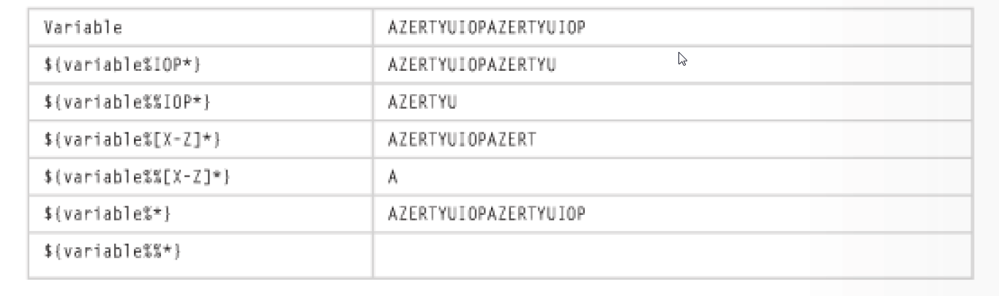 Variable AZERTYUIOPAZERTYUIOP
${variable%IOP*} AZERTYUIOPAZERTYU
${variable%%IOP*} AZERTYU
${variable%[X-Z]*} AZERTYUIOPAZERT
${variable%%[X-Z]*} A
${variable%*} AZERTYUIOPAZERTYUIOP
${variable%%*}